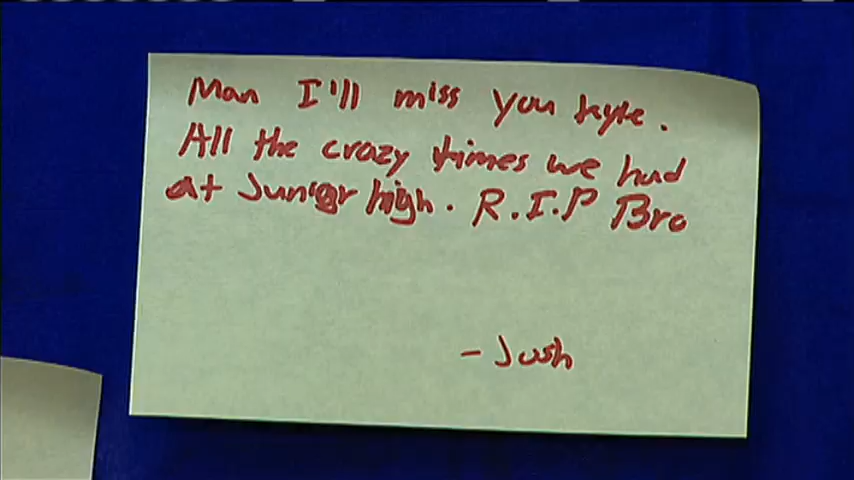 Man I'll miss you kyle.
All the crazy times we had
at Junior high. R.I.P Bro
- Josh